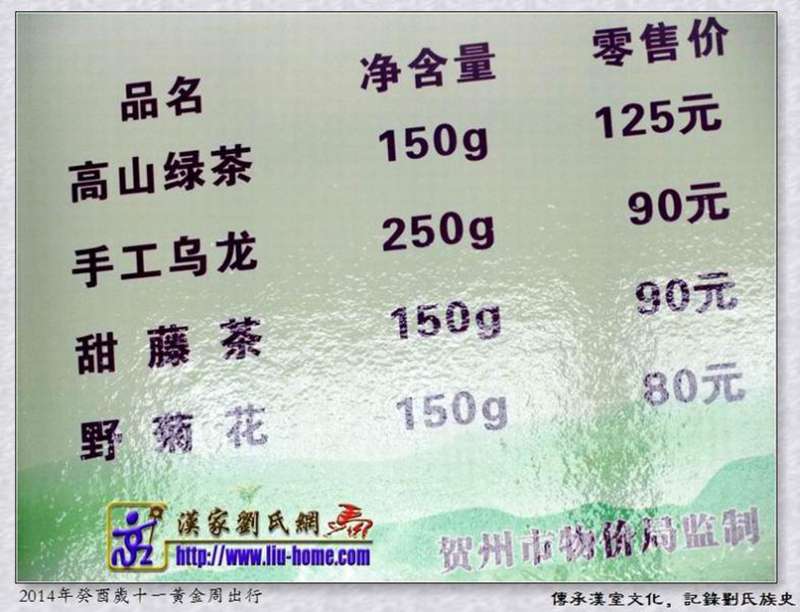 品名 净含量 零售价
高山绿茶 150g 125元
手工乌龙 250g 90元
甜藤茶 150g 90元
野菊花 150g 80元
贺州市物价局监制
漢家劉氏網
http://www.liu-home.com
2014年癸酉歲十一黃金周出行
傳承漢室文化。記錄劉氏族史